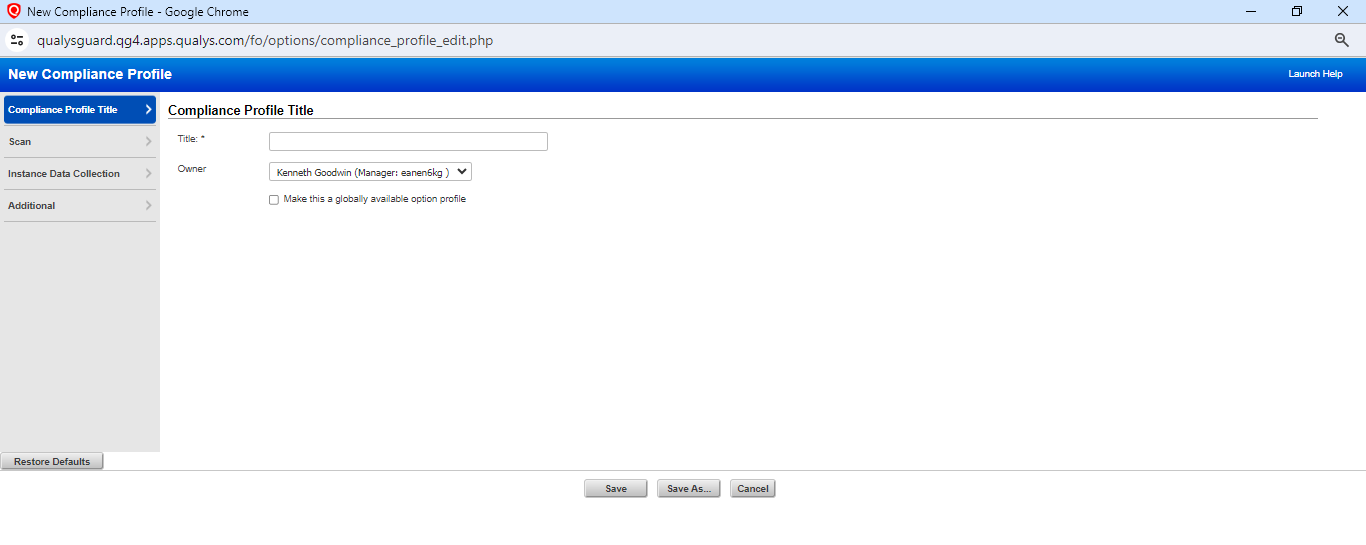 New Compliance Profile - Google Chrome
qualysguard.qg4.apps.qualys.com/fo/options/compliance_profile_edit.php
New Compliance Profile
Launch Help
Compliance Profile Title
Scan
Instance Data Collection
Additional
Restore Defaults
Compliance Profile Title
Title: *
Owner
Kenneth Goodwin (Manager: eanen6kg )
Make this a globally available option profile
Save
Save As...
Cancel